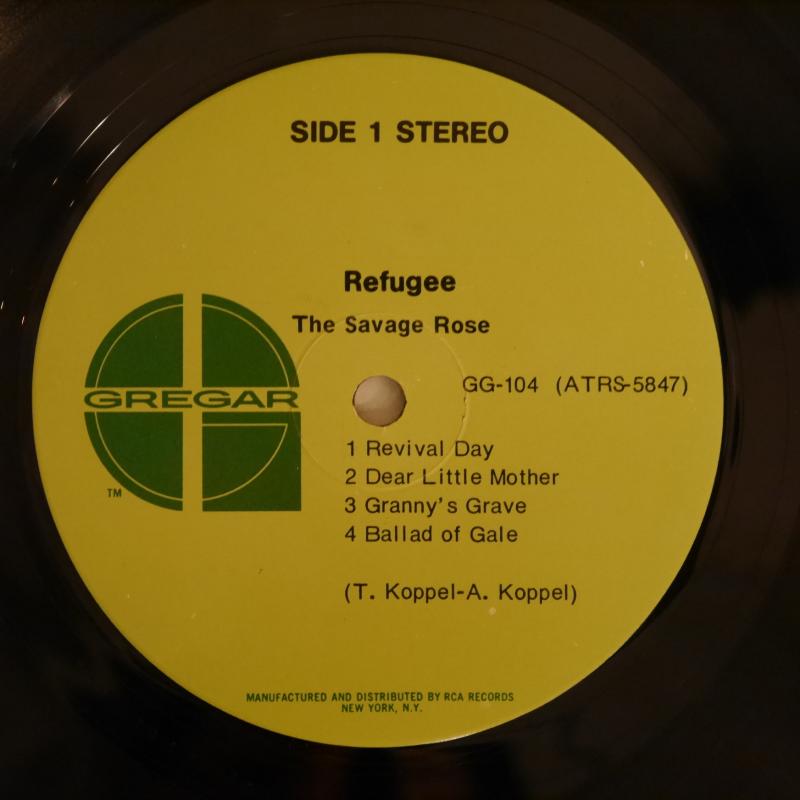 SIDE 1 STEREO
Refugee
The Savage Rose
GG-104 (ATRS-5847)
GREGAR
TM
1 Revival Day
2 Dear Little Mother
3 Granny's Grave
4 Ballad of Gale
(T. Koppel-A. Koppel)
MANUFACTURED AND DISTRIBUTED BY RCA RECORDS
NEW YORK, N.Y.